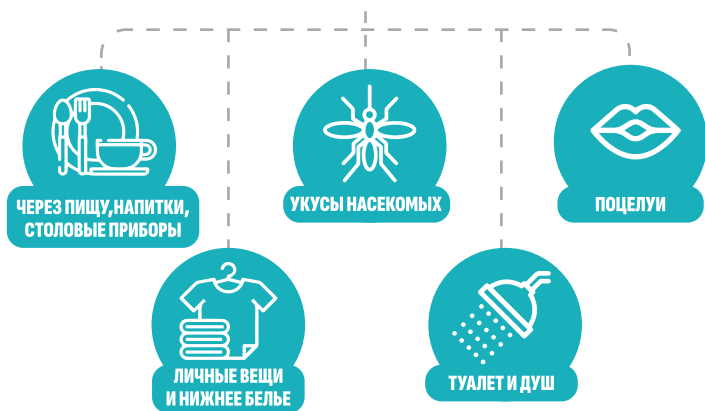 ЧЕРЕЗ ПИЩУ,НАПИТКИ,
СТОЛОВЫЕ ПРИБОРЫ
УКУСЫ НАСЕКОМЫХ
ПОЦЕЛУИ
ЛИЧНЫЕ ВЕЩИ
И НИЖНЕЕ БЕЛЬЕ
ТУАЛЕТ И ДУШ